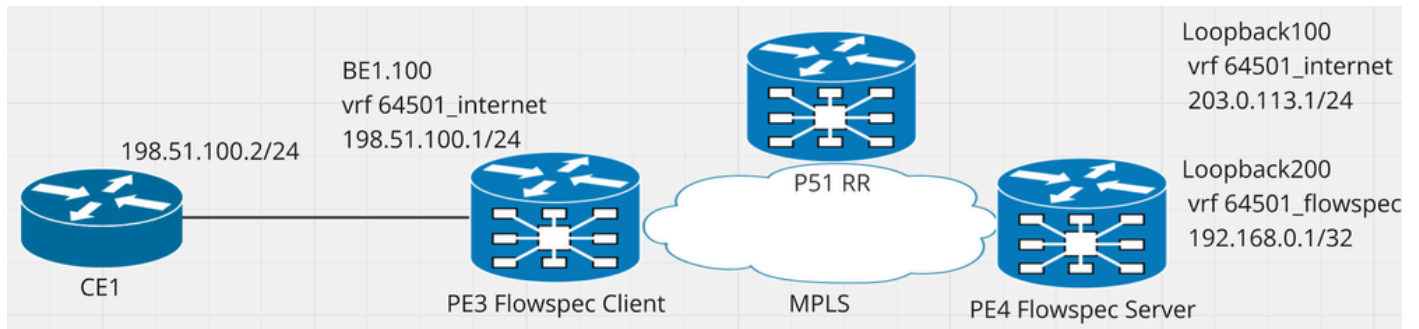 198.51.100.2/24
CE1
BE1.100
vrf 64501_internet
198.51.100.1/24
PE3 Flowspec Client
P51 RR
MPLS
Loopback100
vrf 64501_internet
203.0.113.1/24
Loopback200
vrf 64501_flowspec
192.168.0.1/32
PE4 Flowspec Server